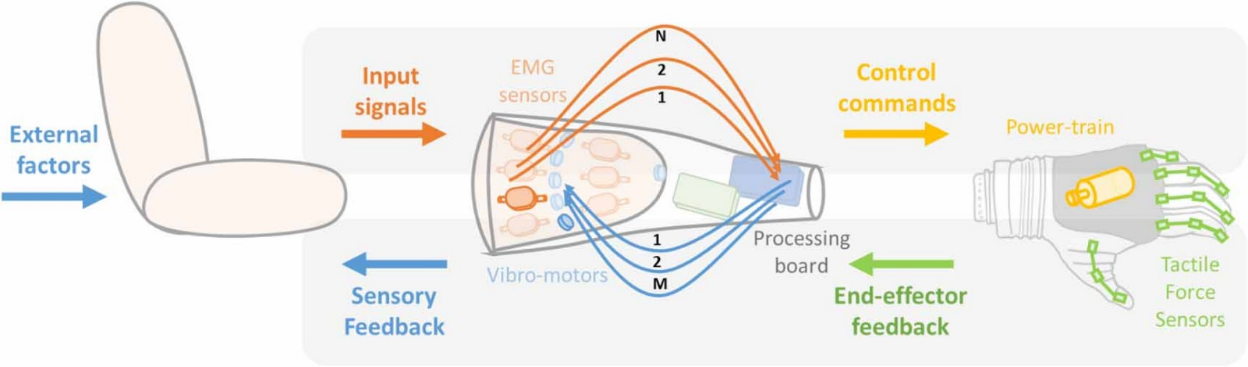 External
factors
Input
signals
EMG
sensors
N
2
1
Control
commands
Power-train
1
2
M
Vibro-motors
Processing
board
Sensory
Feedback
End-effector
feedback
Tactile
Force
Sensors